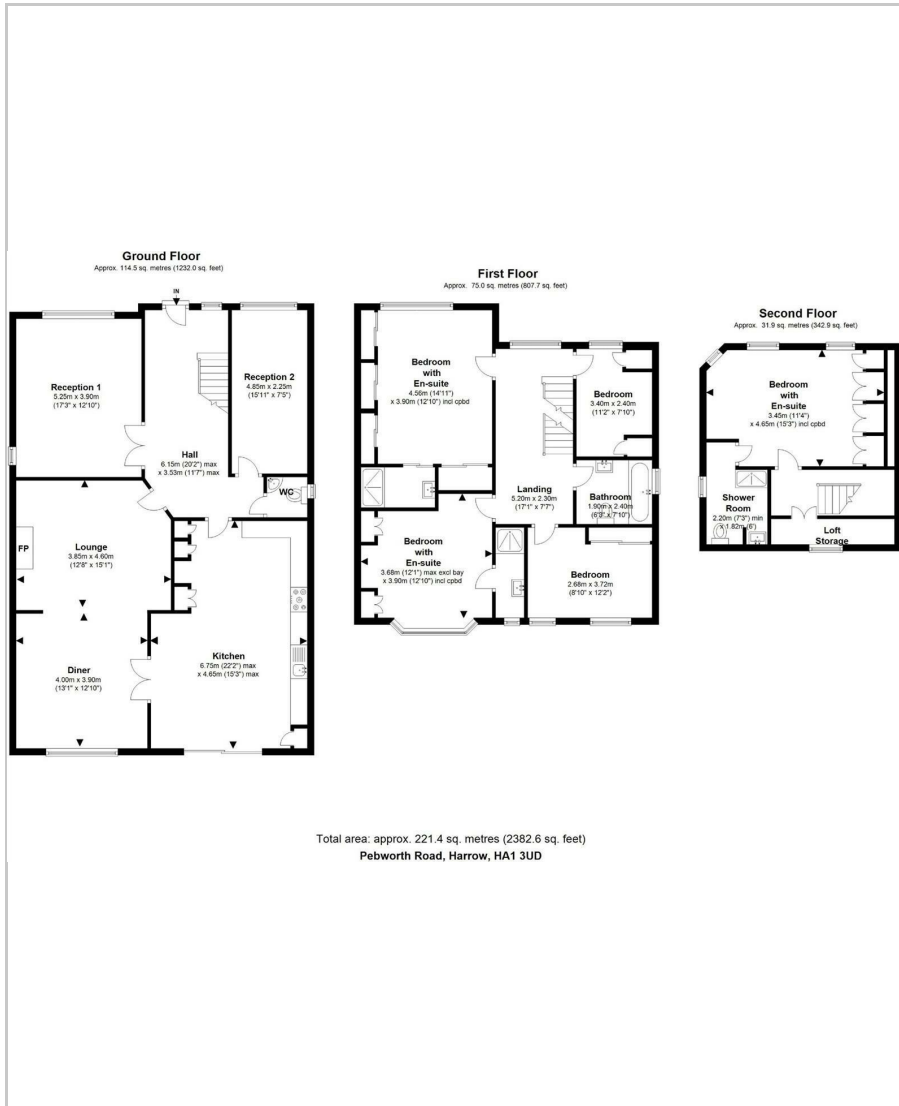 Ground Floor
Approx. 114.5 sq. metres (1232.0 sq. feet)
IN
Reception 1
5.25m x 3.90m
(17'3" x 12'10")
Reception 2
4.85m x 2.25m
(15'11" x 7'5")
Hall
6.15m (20'2") max
x 3.53m (11'7") max
WC
FP
Lounge
3.85m x 4.60m
(12'8" x 15'1")
Diner
4.00m x 3.90m
(13'1" x 12'10")
Kitchen
6.75m (22'2") max
x 4.65m (15'3") max
First Floor
Approx. 75.0 sq. metres (807.7 sq. feet)
Bedroom
with
En-suite
4.56m (14'11")
x 3.90m (12'10") incl cpbd
Bedroom
3.40m x 2.40m
(11'2" x 7'10")
Landing
5.20m x 2.30m
(17'1" x 7'7")
Bathroom
1.90m x 2.40m
(6'3" x 7'10")
Bedroom
with
En-suite
3.68m (12'1") max excl bay
x 3.90m (12'10") incl cpbd
Bedroom
2.68m x 3.72m
(8'10" x 12'2")
Second Floor
Approx. 31.9 sq. metres (342.9 sq. feet)
Bedroom
with
En-suite
3.45m (11'4")
x 4.65m (15'3") incl cpbd
Shower
Room
2.20m (7'3") min
x 1.82m (6')
Loft
Storage
Total area: approx. 221.4 sq. metres (2382.6 sq. feet)
Pebworth Road, Harrow, HA1 3UD